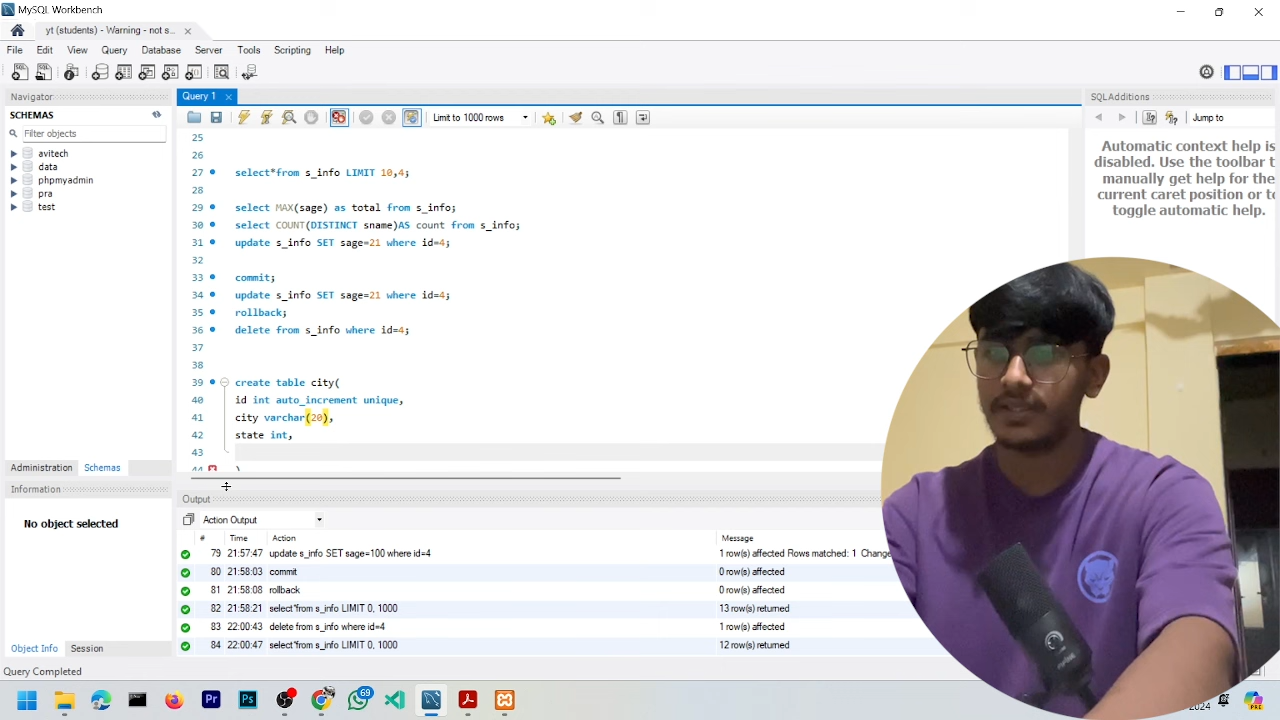 MySQL Workbench
yt (students) - Warning - not s...
File Edit View Query Database Server Tools Scripting Help
Navigator
SCHEMAS
Filter objects
avitech
data
phpmyadmin
pra
test
Administration Schemas
Information
No object selected
Object Info Session
Query Completed
Query 1
Limit to 1000 rows
25
26
27 select*from s_info LIMIT 10,4;
28
29 select MAX(sage) as total from s_info;
30 select COUNT(DISTINCT sname)AS count from s_info;
31 update s_info SET sage=21 where id=4;
32
33 commit;
34 update s_info SET sage=21 where id=4;
35 rollback;
36 delete from s_info where id=4;
37
38
39 create table city(
40 id int auto_increment unique,
41 city varchar(20),
42 state int,
43
44 )
Output
Action Output
# Time Action Message
79 21:57:47 update s_info SET sage=100 where id=4 1 row(s) affected Rows matched: 1 Change
80 21:58:03 commit 0 row(s) affected
81 21:58:08 rollback 0 row(s) affected
82 21:58:21 select*from s_info LIMIT 0, 1000 13 row(s) returned
83 22:00:43 delete from s_info where id=4 1 row(s) affected
84 22:00:47 select*from s_info LIMIT 0, 1000 12 row(s) returned
SQLAdditions
Jump to
Automatic context help is
disabled. Use the toolbar t
manually get help for the
current caret position or to
toggle automatic help.
Pr
Ps
69
2024
PRE